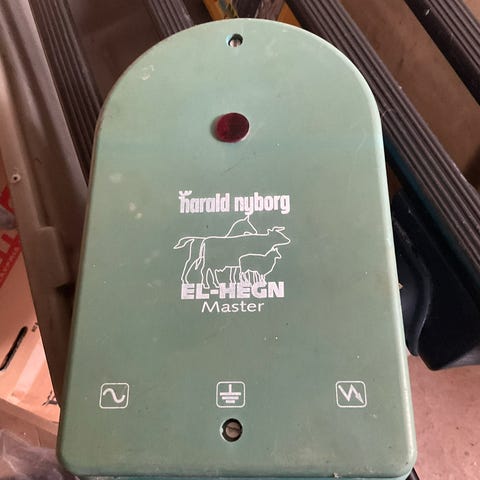 harald nyborg
EL-HEGN
Master